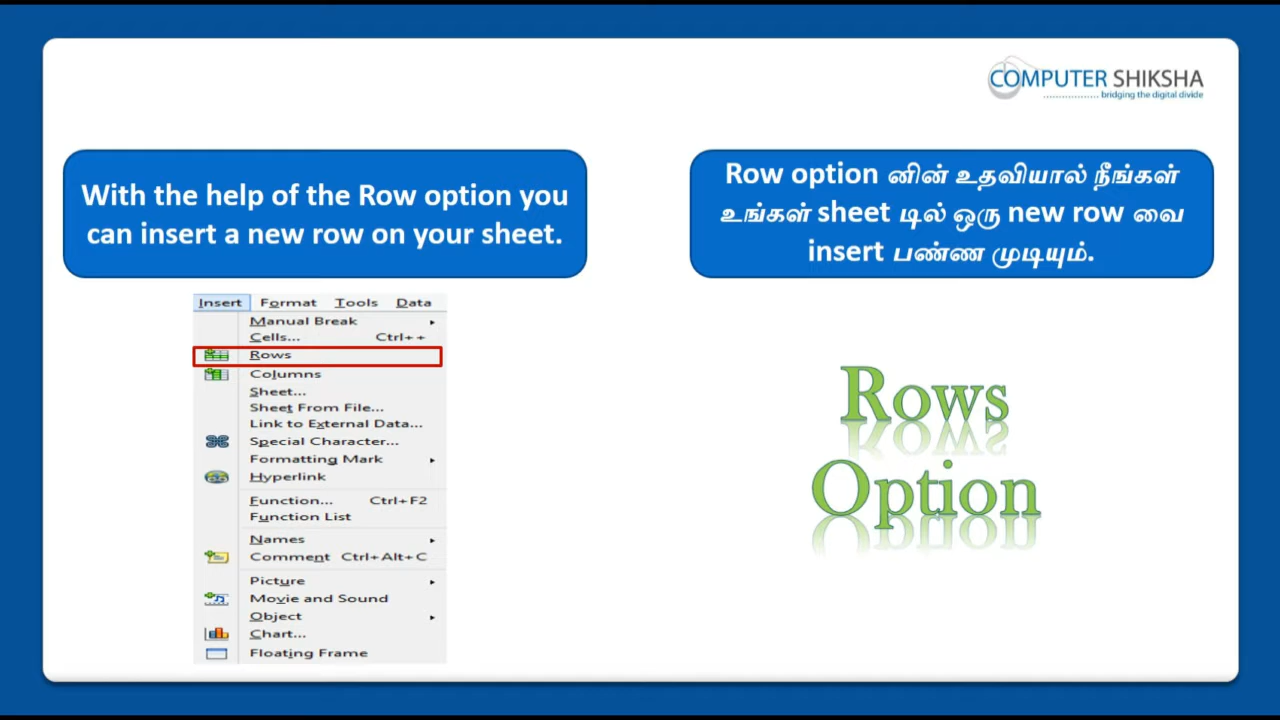 COMPUTER SHIKSHA
bridging the digital divide
With the help of the Row option you
can insert a new row on your sheet.
Row option னின் உதவியால் நீங்கள்
உங்கள் sheet டில் ஒரு new row வை
insert பண்ண முடியும்.
Insert Format Tools Data
Manual Break
Cells... Ctrl++
Rows
Columns
Sheet...
Sheet From File...
Link to External Data...
Special Character...
Formatting Mark
Hyperlink
Function... Ctrl+F2
Function List
Names
Comment Ctrl+Alt+C
Picture
Movie and Sound
Object
Chart...
Floating Frame
Rows
Option